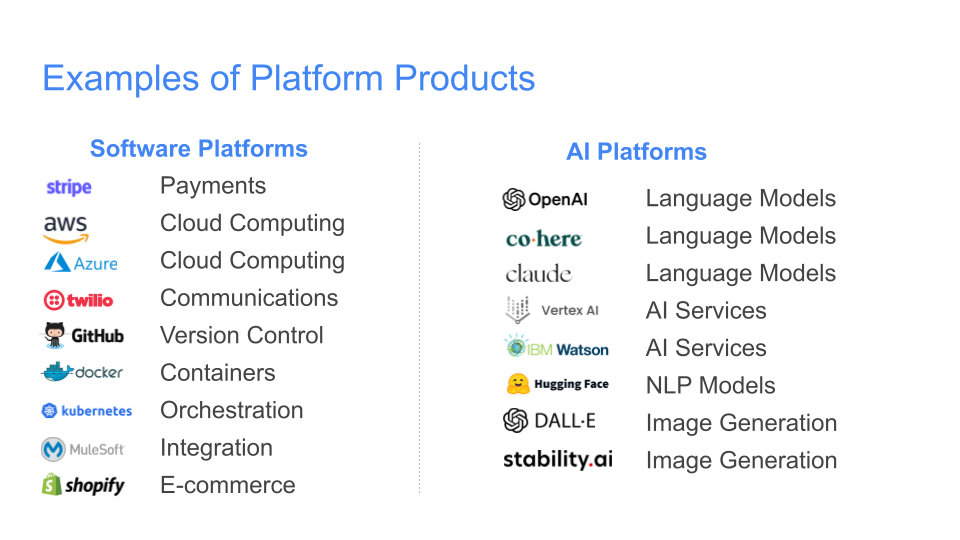 Examples of Platform Products
Software Platforms
stripe Payments
aws Cloud Computing
Azure Cloud Computing
twilio Communications
GitHub Version Control
docker Containers
kubernetes Orchestration
MuleSoft Integration
shopify E-commerce
AI Platforms
OpenAI Language Models
co:here Language Models
claude Language Models
Vertex AI AI Services
IBM Watson AI Services
Hugging Face NLP Models
DALL·E Image Generation
stability.ai Image Generation